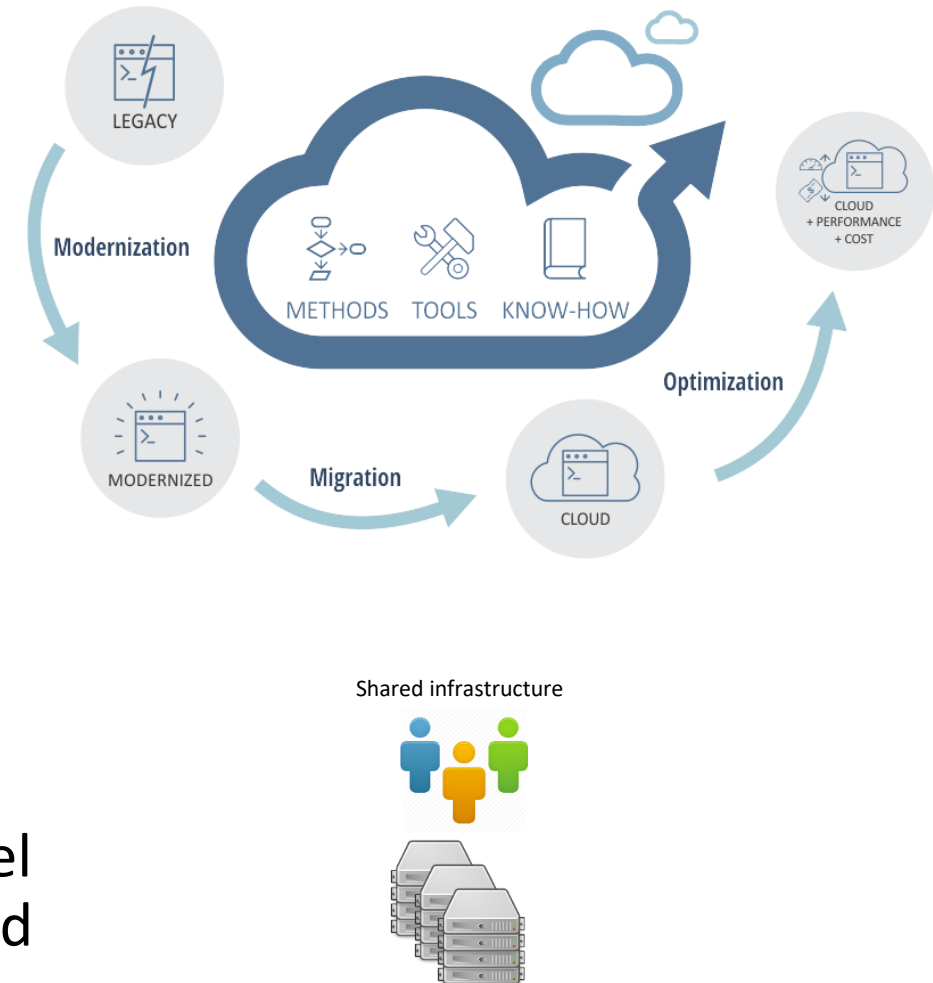 LEGACY
Modernization
METHODS TOOLS KNOW-HOW
CLOUD
+ PERFORMANCE
+ COST
Optimization
MODERNIZED
Migration
CLOUD
Shared infrastructure
el
d